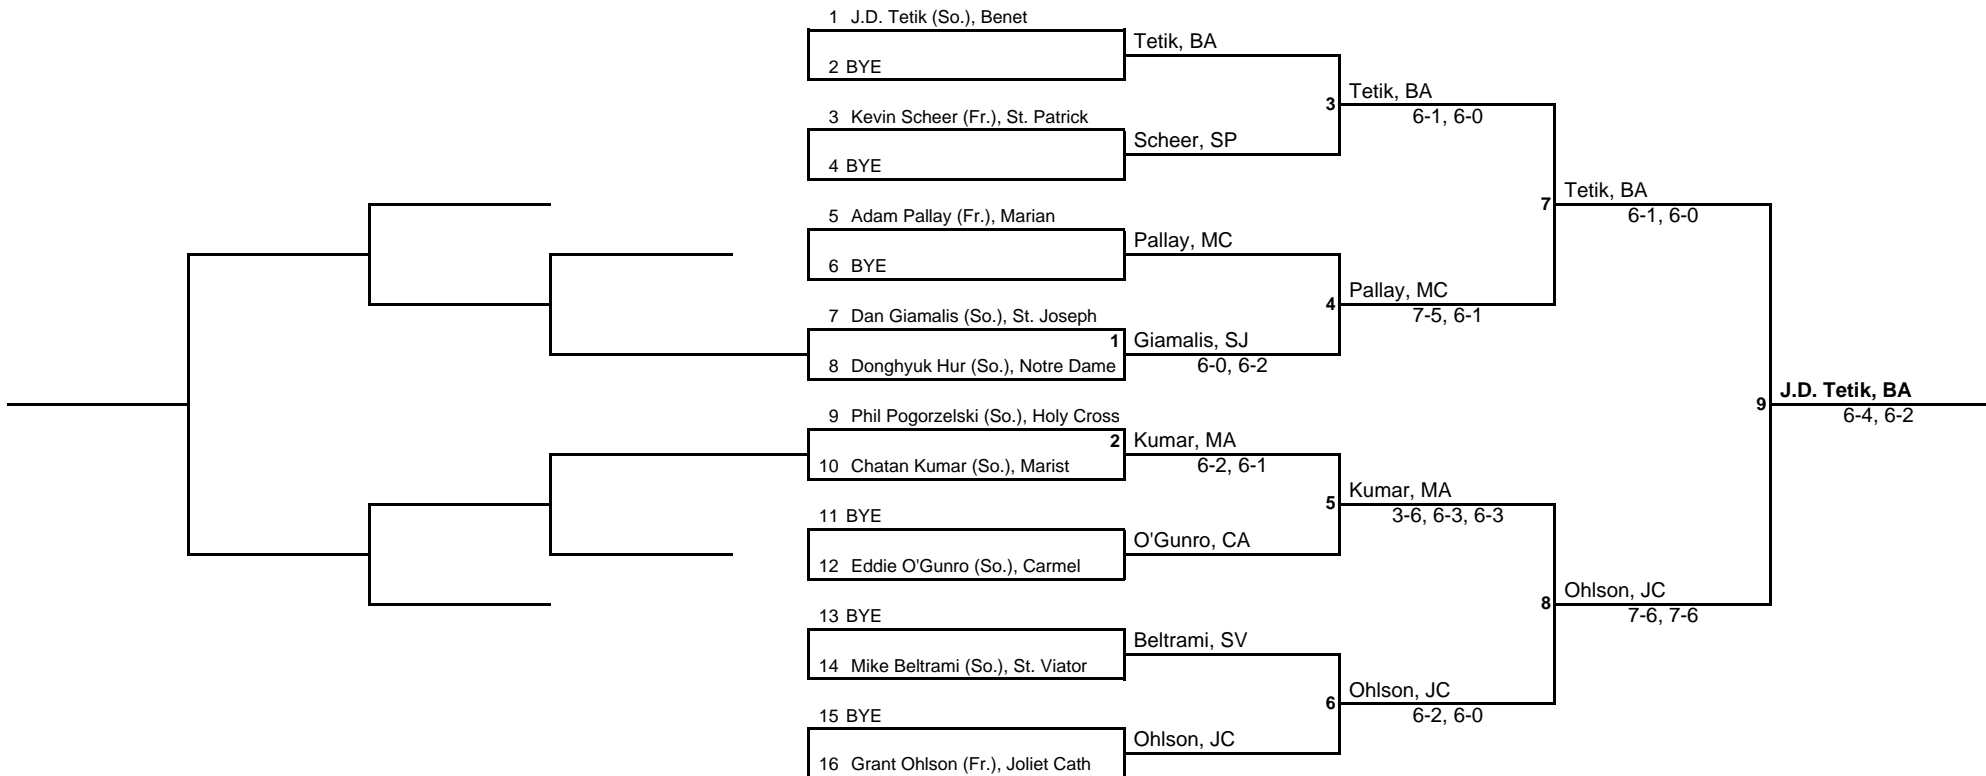 1 J.D. Tetik (So.), Benet
Tetik, BA
2 BYE
Tetik, BA
3
6-1, 6-0
3 Kevin Scheer (Fr.), St. Patrick
Scheer, SP
4 BYE
Tetik, BA
7
6-1, 6-0
5 Adam Pallay (Fr.), Marian
Pallay, MC
6 BYE
Pallay, MC
4
7-5, 6-1
7 Dan Giamalis (So.), St. Joseph
1 Giamalis, SJ
8 Donghyuk Hur (So.), Notre Dame
6-0, 6-2
J.D. Tetik, BA
9
6-4, 6-2
9 Phil Pogorzelski (So.), Holy Cross
2 Kumar, MA
10 Chatan Kumar (So.), Marist
6-2, 6-1
Kumar, MA
5
3-6, 6-3, 6-3
11 BYE
O'Gunro, CA
12 Eddie O'Gunro (So.), Carmel
Ohlson, JC
8
7-6, 7-6
13 BYE
Beltrami, SV
14 Mike Beltrami (So.), St. Viator
Ohlson, JC
6
6-2, 6-0
15 BYE
Ohlson, JC
16 Grant Ohlson (Fr.), Joliet Cath